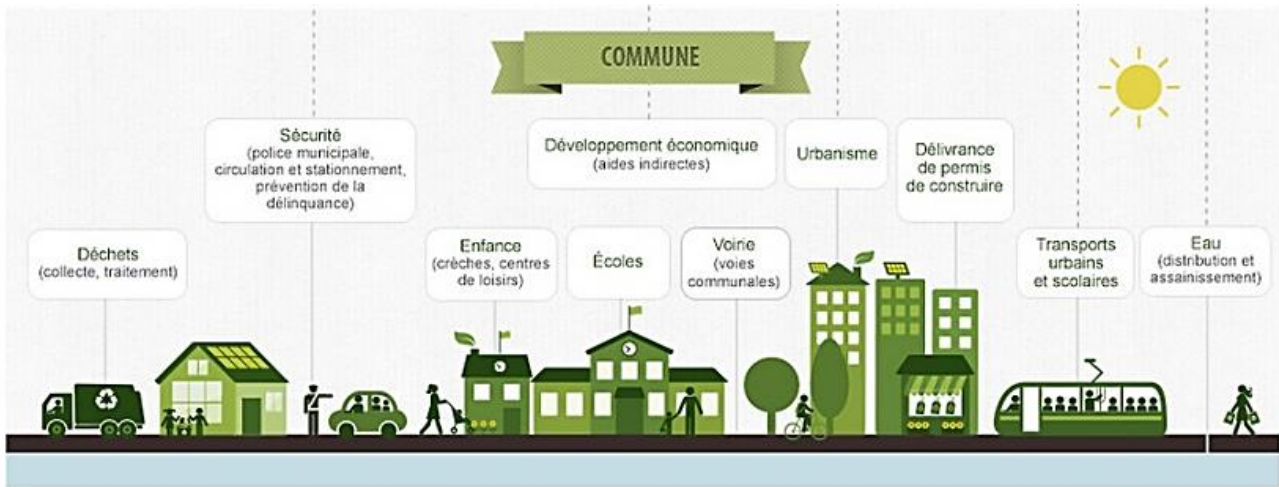 COMMUNE
Sécurité
(police municipale,
circulation et stationnement,
prévention de la
délinquance)
Développement économique
(aides indirectes)
Urbanisme
Délivrance
de permis
de construire
Déchets
(collecte, traitement)
Enfance
(crèches, centres
de loisirs)
Écoles
Voirie
(voies
communales)
Transports
urbains
et scolaires
Eau
(distribution et
assainissement)